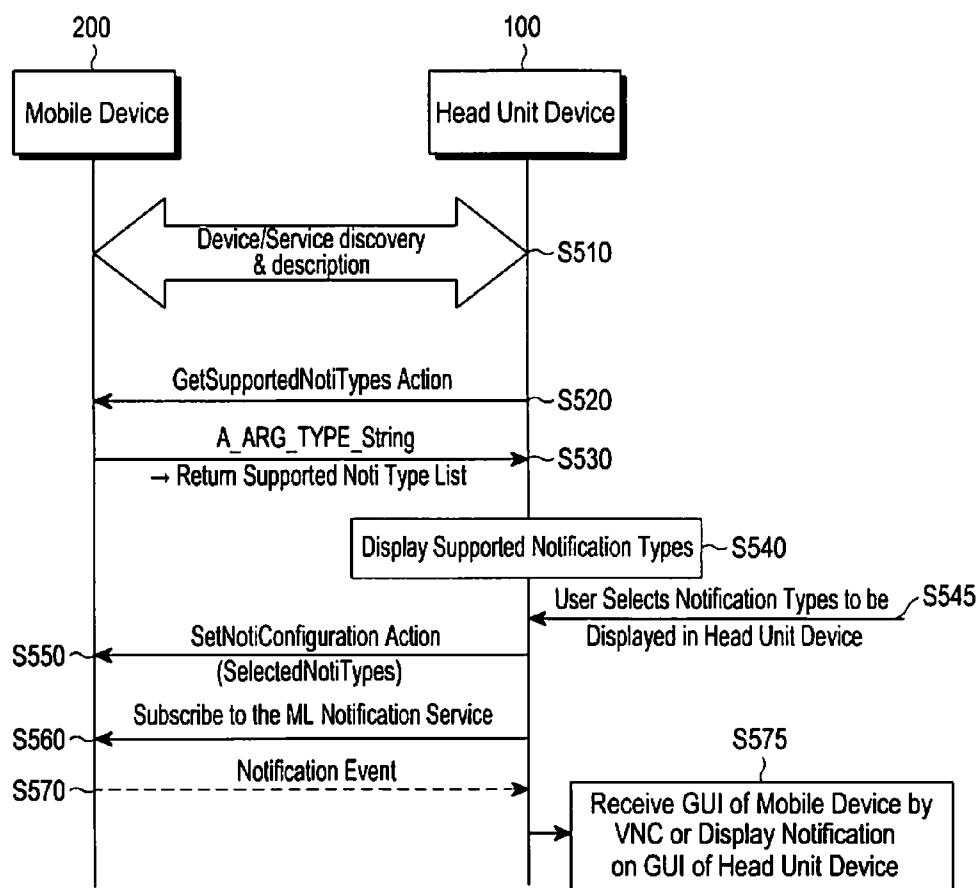 200
100
Mobile Device
Head Unit Device
Device/Service discovery
& description
S510
GetSupportedNotiTypes Action
S520
A_ARG_TYPE_String
→ Return Supported Noti Type List
S530
Display Supported Notification Types
S540
User Selects Notification Types to be
Displayed in Head Unit Device
S545
SetNotiConfiguration Action
(SelectedNotiTypes)
S550
Subscribe to the ML Notification Service
S560
Notification Event
S570
S575
Receive GUI of Mobile Device by
VNC or Display Notification
on GUI of Head Unit Device